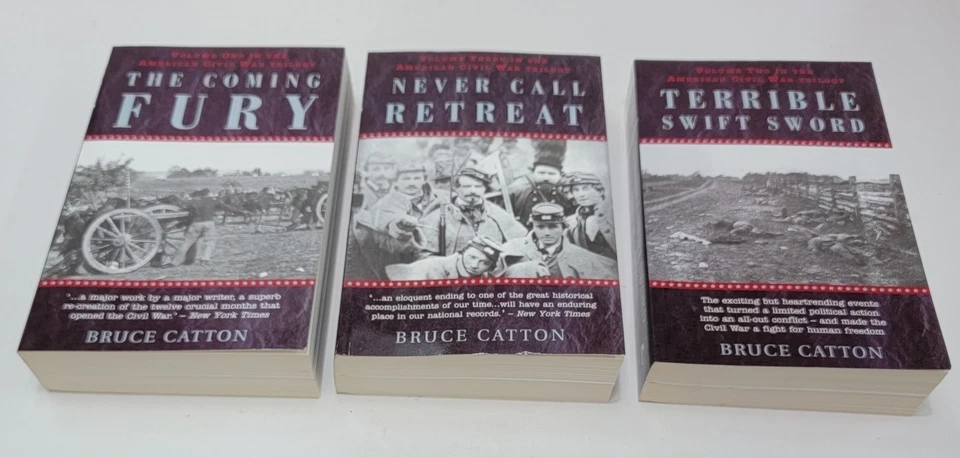 VOLUME ONE IN THE
AMERICAN CIVIL WAR TRILOGY
THE COMING
FURY
'...a major work by a major writer, a superb
re-creation of the twelve crucial months that
opened the Civil War.' – New York Times
BRUCE CATTON
VOLUME THREE IN THE
AMERICAN CIVIL WAR TRILOGY
NEVER CALL
RETREAT
'...an eloquent ending to one of the great historical
accomplishments of our time...will have an enduring
place in our national records.' – New York Times
BRUCE CATTON
VOLUME TWO IN THE
AMERICAN CIVIL WAR TRILOGY
TERRIBLE
SWIFT SWORD
The exciting but heartrending events
that turned a limited political action
into an all-out conflict – and made the
Civil War a fight for human freedom
BRUCE CATTON